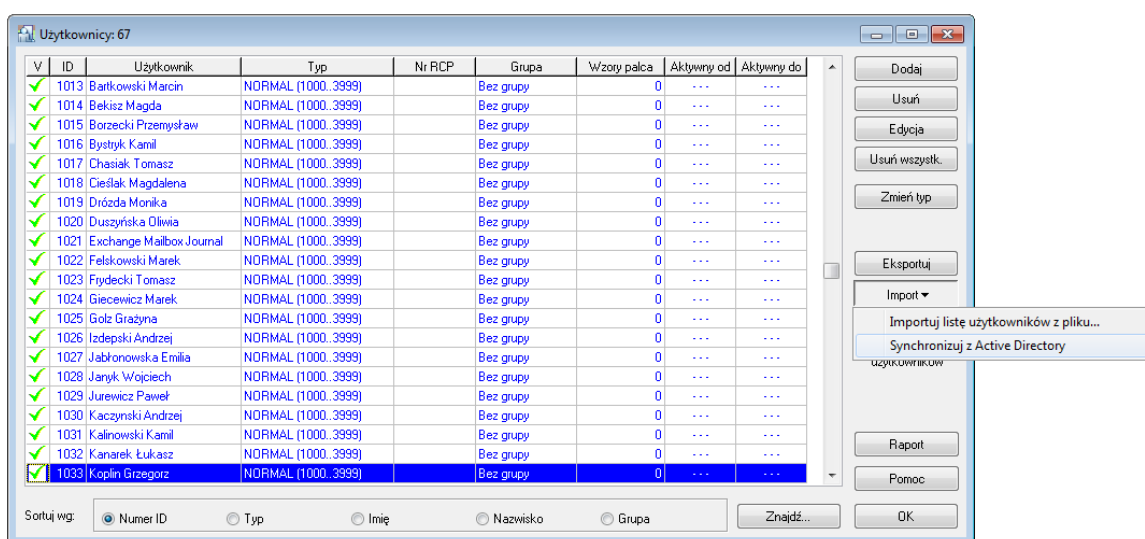 Użytkownicy: 67
V ID Użytkownik Typ Nr RCP Grupa Wzory palca Aktywny od Aktywny do
1013 Bartkowski Marcin NORMAL (1000..3999) Bez grupy 0 - - - - - -
1014 Bekisz Magda NORMAL (1000..3999) Bez grupy 0 - - - - - -
1015 Borzecki Przemysław NORMAL (1000..3999) Bez grupy 0 - - - - - -
1016 Bystryk Kamil NORMAL (1000..3999) Bez grupy 0 - - - - - -
1017 Chasiak Tomasz NORMAL (1000..3999) Bez grupy 0 - - - - - -
1018 Cieślak Magdalena NORMAL (1000..3999) Bez grupy 0 - - - - - -
1019 Drózda Monika NORMAL (1000..3999) Bez grupy 0 - - - - - -
1020 Duszyńska Oliwia NORMAL (1000..3999) Bez grupy 0 - - - - - -
1021 Exchange Mailbox Journal NORMAL (1000..3999) Bez grupy 0 - - - - - -
1022 Felskowski Marek NORMAL (1000..3999) Bez grupy 0 - - - - - -
1023 Frydecki Tomasz NORMAL (1000..3999) Bez grupy 0 - - - - - -
1024 Giecewicz Marek NORMAL (1000..3999) Bez grupy 0 - - - - - -
1025 Golz Grażyna NORMAL (1000..3999) Bez grupy 0 - - - - - -
1026 Izdepski Andrzej NORMAL (1000..3999) Bez grupy 0 - - - - - -
1027 Jabłonowska Emilia NORMAL (1000..3999) Bez grupy 0 - - - - - -
1028 Janyk Wojciech NORMAL (1000..3999) Bez grupy 0 - - - - - -
1029 Jurewicz Paweł NORMAL (1000..3999) Bez grupy 0 - - - - - -
1030 Kaczynski Andrzej NORMAL (1000..3999) Bez grupy 0 - - - - - -
1031 Kalinowski Kamil NORMAL (1000..3999) Bez grupy 0 - - - - - -
1032 Kanarek Łukasz NORMAL (1000..3999) Bez grupy 0 - - - - - -
1033 Koplin Grzegorz NORMAL (1000..3999) Bez grupy 0 - - - - - -
Dodaj
Usuń
Edycja
Usuń wszystk.
Zmień typ
Eksportuj
Import
Importuj listę użytkowników z pliku...
Synchronizuj z Active Directory
użytkowników
Raport
Pomoc
Sortuj wg: Numer ID Typ Imię Nazwisko Grupa Znajdź... OK